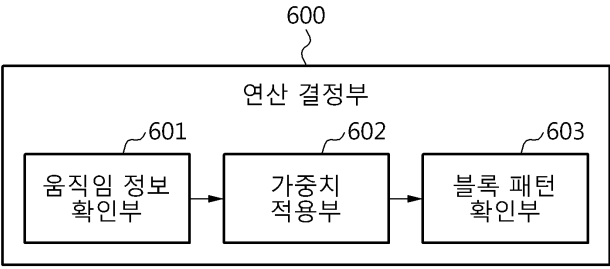 600
연산 결정부
601
602
603
움직임 정보
확인부
가중치
적용부
블록 패턴
확인부